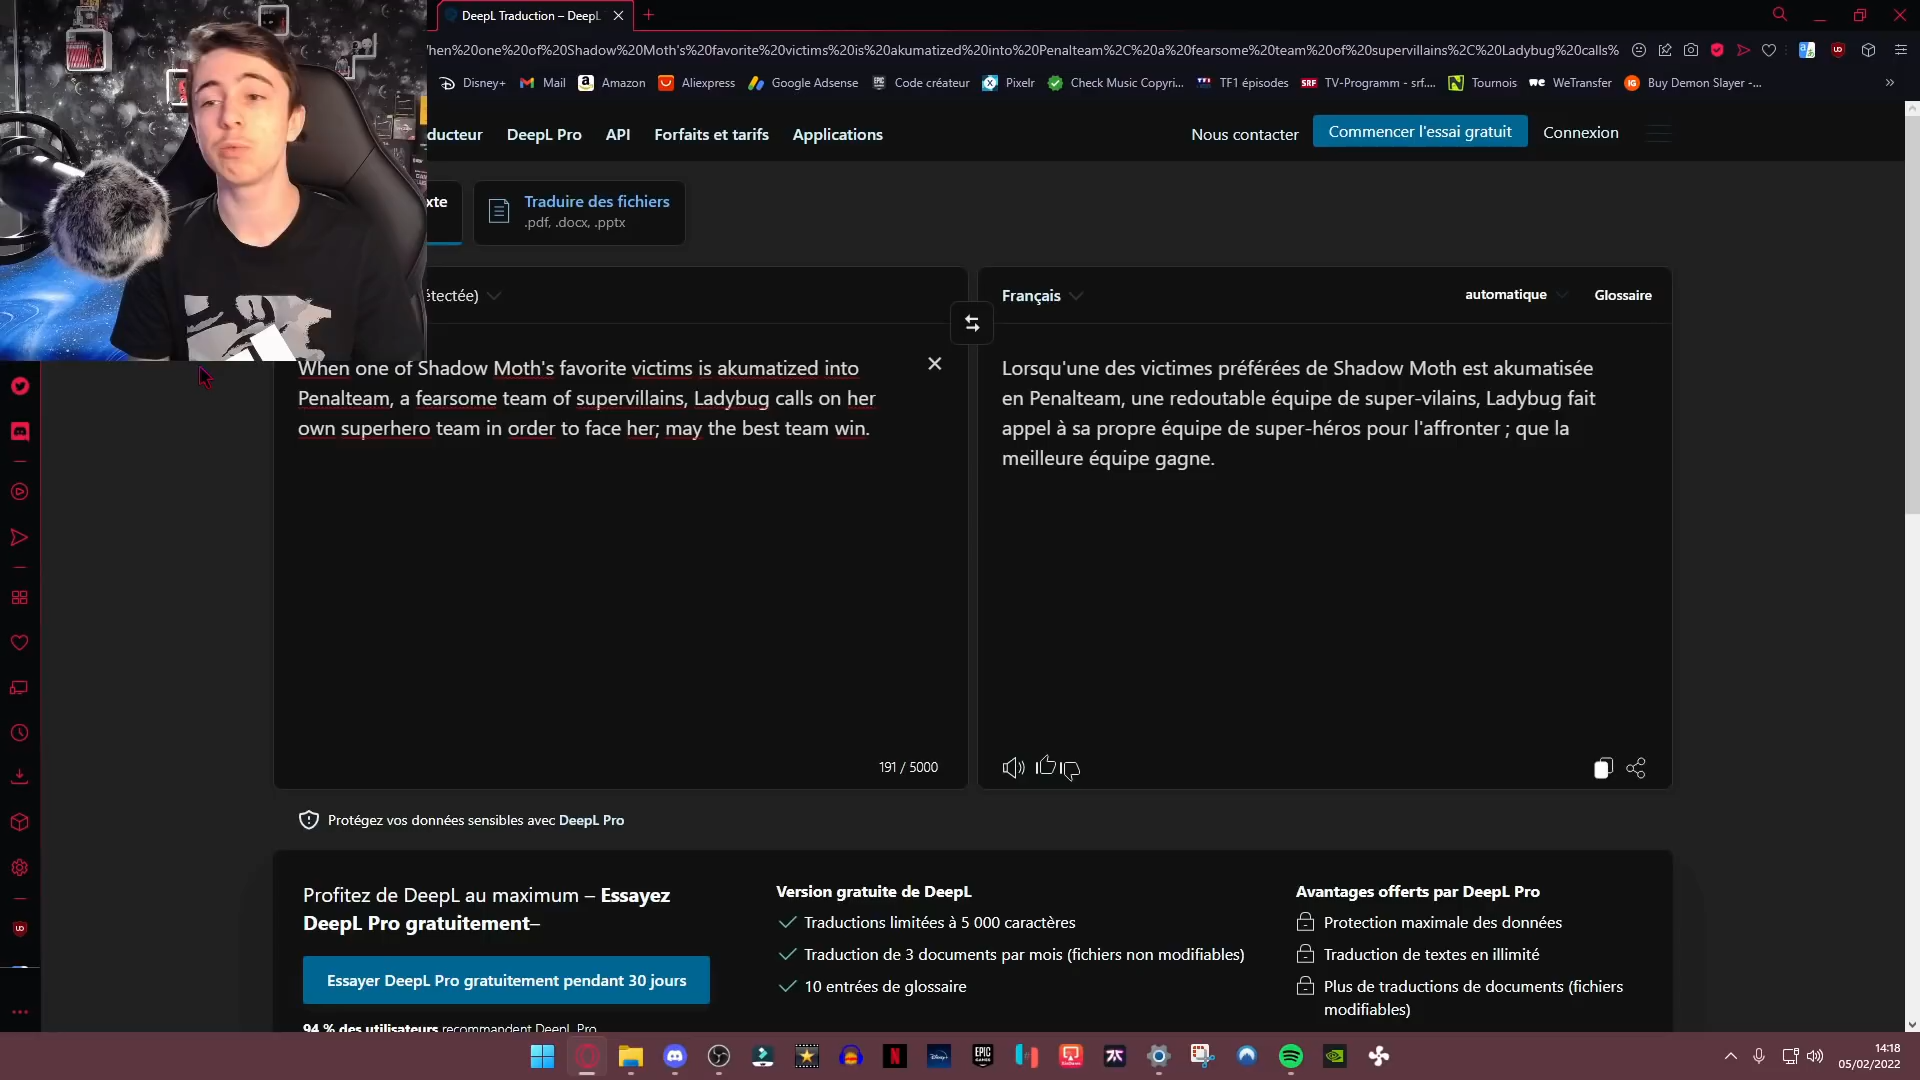 DeepL Traduction – DeepL
hen%20one%20of%20Shadow%20Moth's%20favorite%20victims%20is%20akumatized%20into%20Penalteam%2C%20a%20fearsome%20team%20of%20supervillains%2C%20Ladybug%20calls%
Disney+ Mail Amazon Aliexpress Google Adsense Code créateur Pixelr Check Music Copyri... TF1 épisodes SRF TV-Programm - srf.... Tournois we WeTransfer IG Buy Demon Slayer -...
ducteur DeepL Pro API Forfaits et tarifs Applications Nous contacter Commencer l'essai gratuit Connexion
xte
Traduire des fichiers
.pdf, .docx, .pptx
étectée)
Français automatique Glossaire
When one of Shadow Moth's favorite victims is akumatized into
Penalteam, a fearsome team of supervillains, Ladybug calls on her
own superhero team in order to face her; may the best team win.
Lorsqu'une des victimes préférées de Shadow Moth est akumatisée
en Penalteam, une redoutable équipe de super-vilains, Ladybug fait
appel à sa propre équipe de super-héros pour l'affronter ; que la
meilleure équipe gagne.
191 / 5000
Protégez vos données sensibles avec DeepL Pro
Profitez de DeepL au maximum – Essayez
DeepL Pro gratuitement–
Essayer DeepL Pro gratuitement pendant 30 jours
94 % des utilisateurs recommandent DeepL Pro
Version gratuite de DeepL
Traductions limitées à 5 000 caractères
Traduction de 3 documents par mois (fichiers non modifiables)
10 entrées de glossaire
Avantages offerts par DeepL Pro
Protection maximale des données
Traduction de textes en illimité
Plus de traductions de documents (fichiers
modifiables)
14:18
05/02/2022